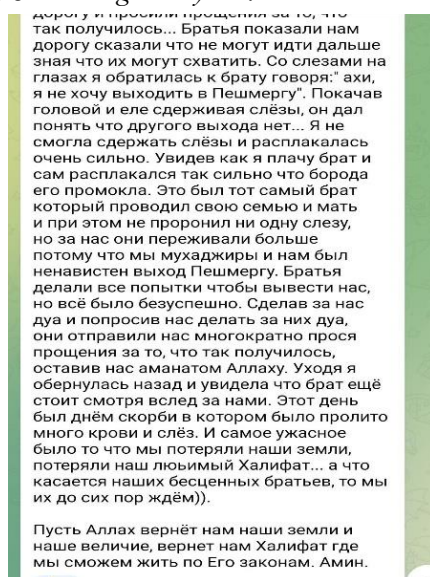 дорогу и просили прощения за то, что
так получилось... Братья показали нам
дорогу сказали что не могут идти дальше
зная что их могут схватить. Со слезами на
глазах я обратилась к брату говоря:" ахи,
я не хочу выходить в Пешмергу". Покачав
головой и еле сдерживая слёзы, он дал
понять что другого выхода нет... Я не
смогла сдержать слёзы и расплакалась
очень сильно. Увидев как я плачу брат и
сам расплакался так сильно что борода
его промокла. Это был тот самый брат
который проводил свою семью и мать
и при этом не проронил ни одну слезу,
но за нас они переживали больше
потому что мы мухаджиры и нам был
ненавистен выход Пешмергу. Братья
делали все попытки чтобы вывести нас,
но всё было безуспешно. Сделав за нас
дуа и попросив нас делать за них дуа,
они отправили нас многократно прося
прощения за то, что так получилось,
оставив нас аманатом Аллаху. Уходя я
обернулась назад и увидела что брат ещё
стоит смотря вслед за нами. Этот день
был днём скорби в котором было пролито
много крови и слёз. И самое ужасное
было то что мы потеряли наши земли,
потеряли наш люьимый Халифат... а что
касается наших бесценных братьев, то мы
их до сих пор ждём)).

Пусть Аллах вернёт нам наши земли и
наше величие, вернет нам Халифат где
мы сможем жить по Его законам. Амин.